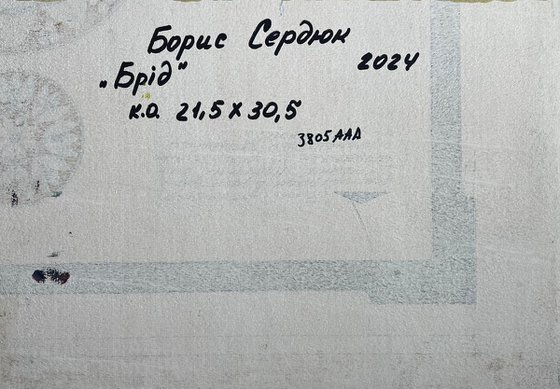 Борис Сердюк
2024
„Брід"
к.о. 21,5 x 30,5
3805 AAA